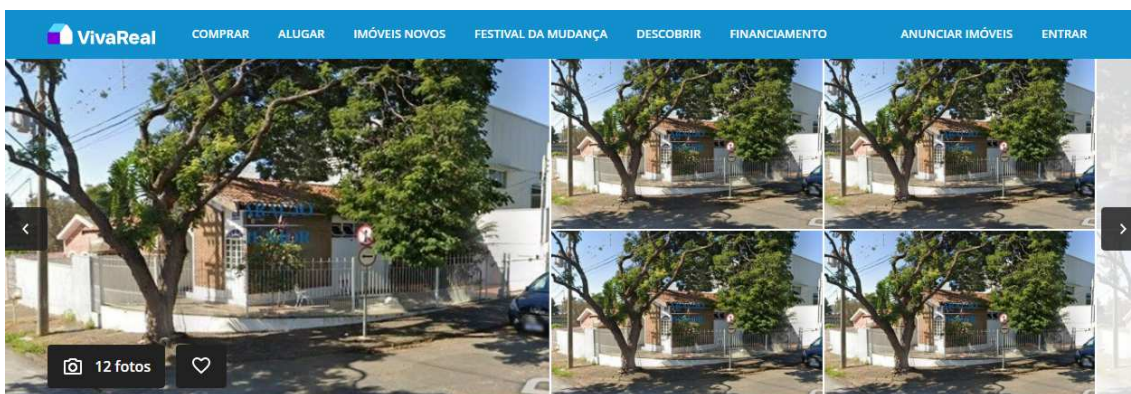 VivaReal COMPRAR ALUGAR IMÓVEIS NOVOS FESTIVAL DA MUDANÇA DESCOBRIR FINANCIAMENTO ANUNCIAR IMÓVEIS ENTRAR
12 fotos